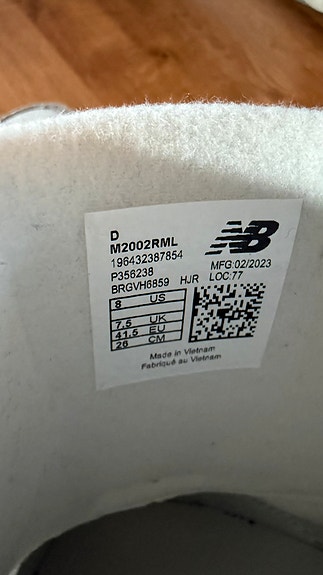 D
M2002RML
196432387854
P356238
BRGVH6859 HJR
NB
MFG:02/2023
LOC:77
8 US
7.5 UK
41.5 EU
26 CM
Made in Vietnam
Fabriqué au Vietnam